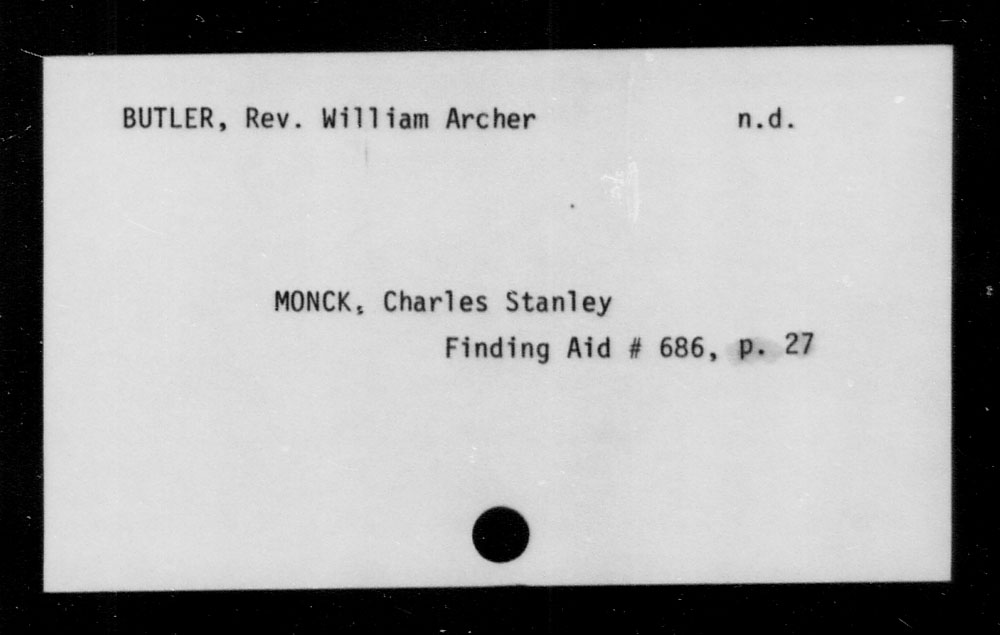 BUTLER, Rev. William Archer n.d.
MONCK, Charles Stanley
Finding Aid # 686, p. 27